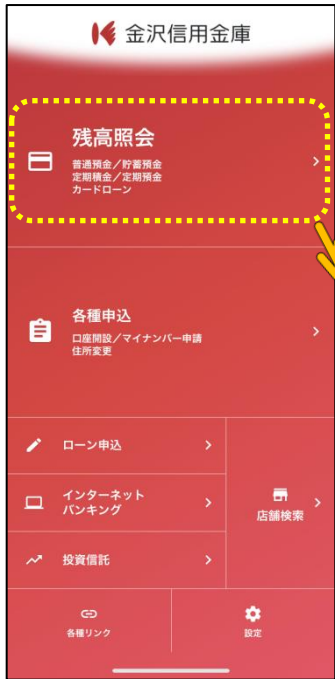 金沢信用金庫
残高照会
普通預金／貯蓄預金
定期積金／定期預金
カードローン
各種申込
口座開設／マイナンバー申請
住所変更
ローン申込
インターネット
バンキング
投資信託
店舗検索
各種リンク
設定